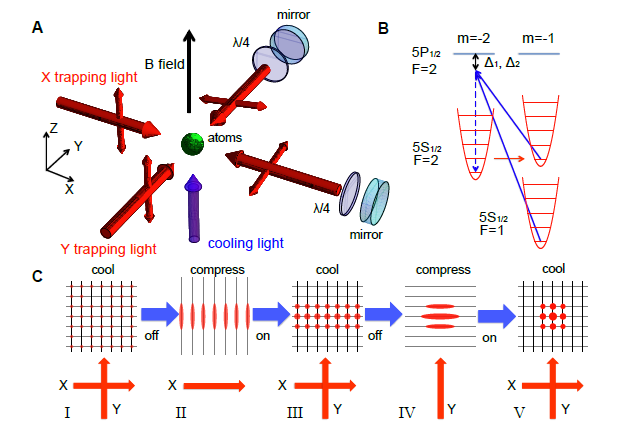 A
mirror
λ/4
B field
X trapping light
atoms
Z
Y
X
λ/4
mirror
Y trapping light
cooling light
B
m=-2
m=-1
5P1/2
F=2
Δ1, Δ2
5S1/2
F=2
5S1/2
F=1
C
cool
compress
cool
compress
cool
off
on
off
on
X
Y
I
X
II
X
Y
III
Y
IV
X
Y
V